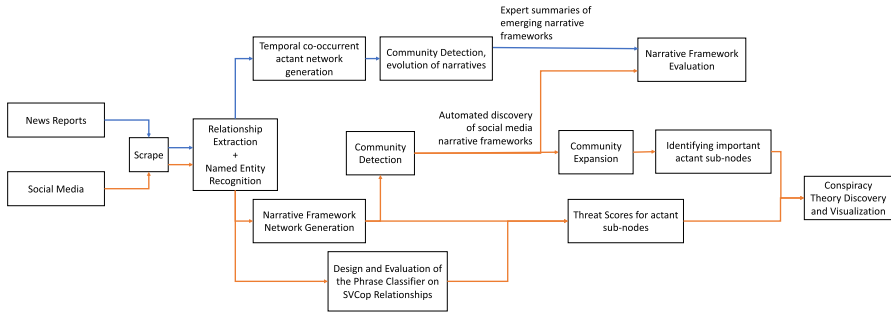 Expert summaries of
emerging narrative
frameworks
Temporal co-occurrent
actant network
generation
Community Detection,
evolution of narratives
Narrative Framework
Evaluation
News Reports
Social Media
Scrape
Relationship
Extraction
+
Named Entity
Recognition
Automated discovery
of social media
narrative frameworks
Community
Detection
Community
Expansion
Identifying important
actant sub-nodes
Conspiracy
Theory Discovery
and Visualization
Narrative Framework
Network Generation
Threat Scores for actant
sub-nodes
Design and Evaluation of
the Phrase Classifier on
SVCop Relationships